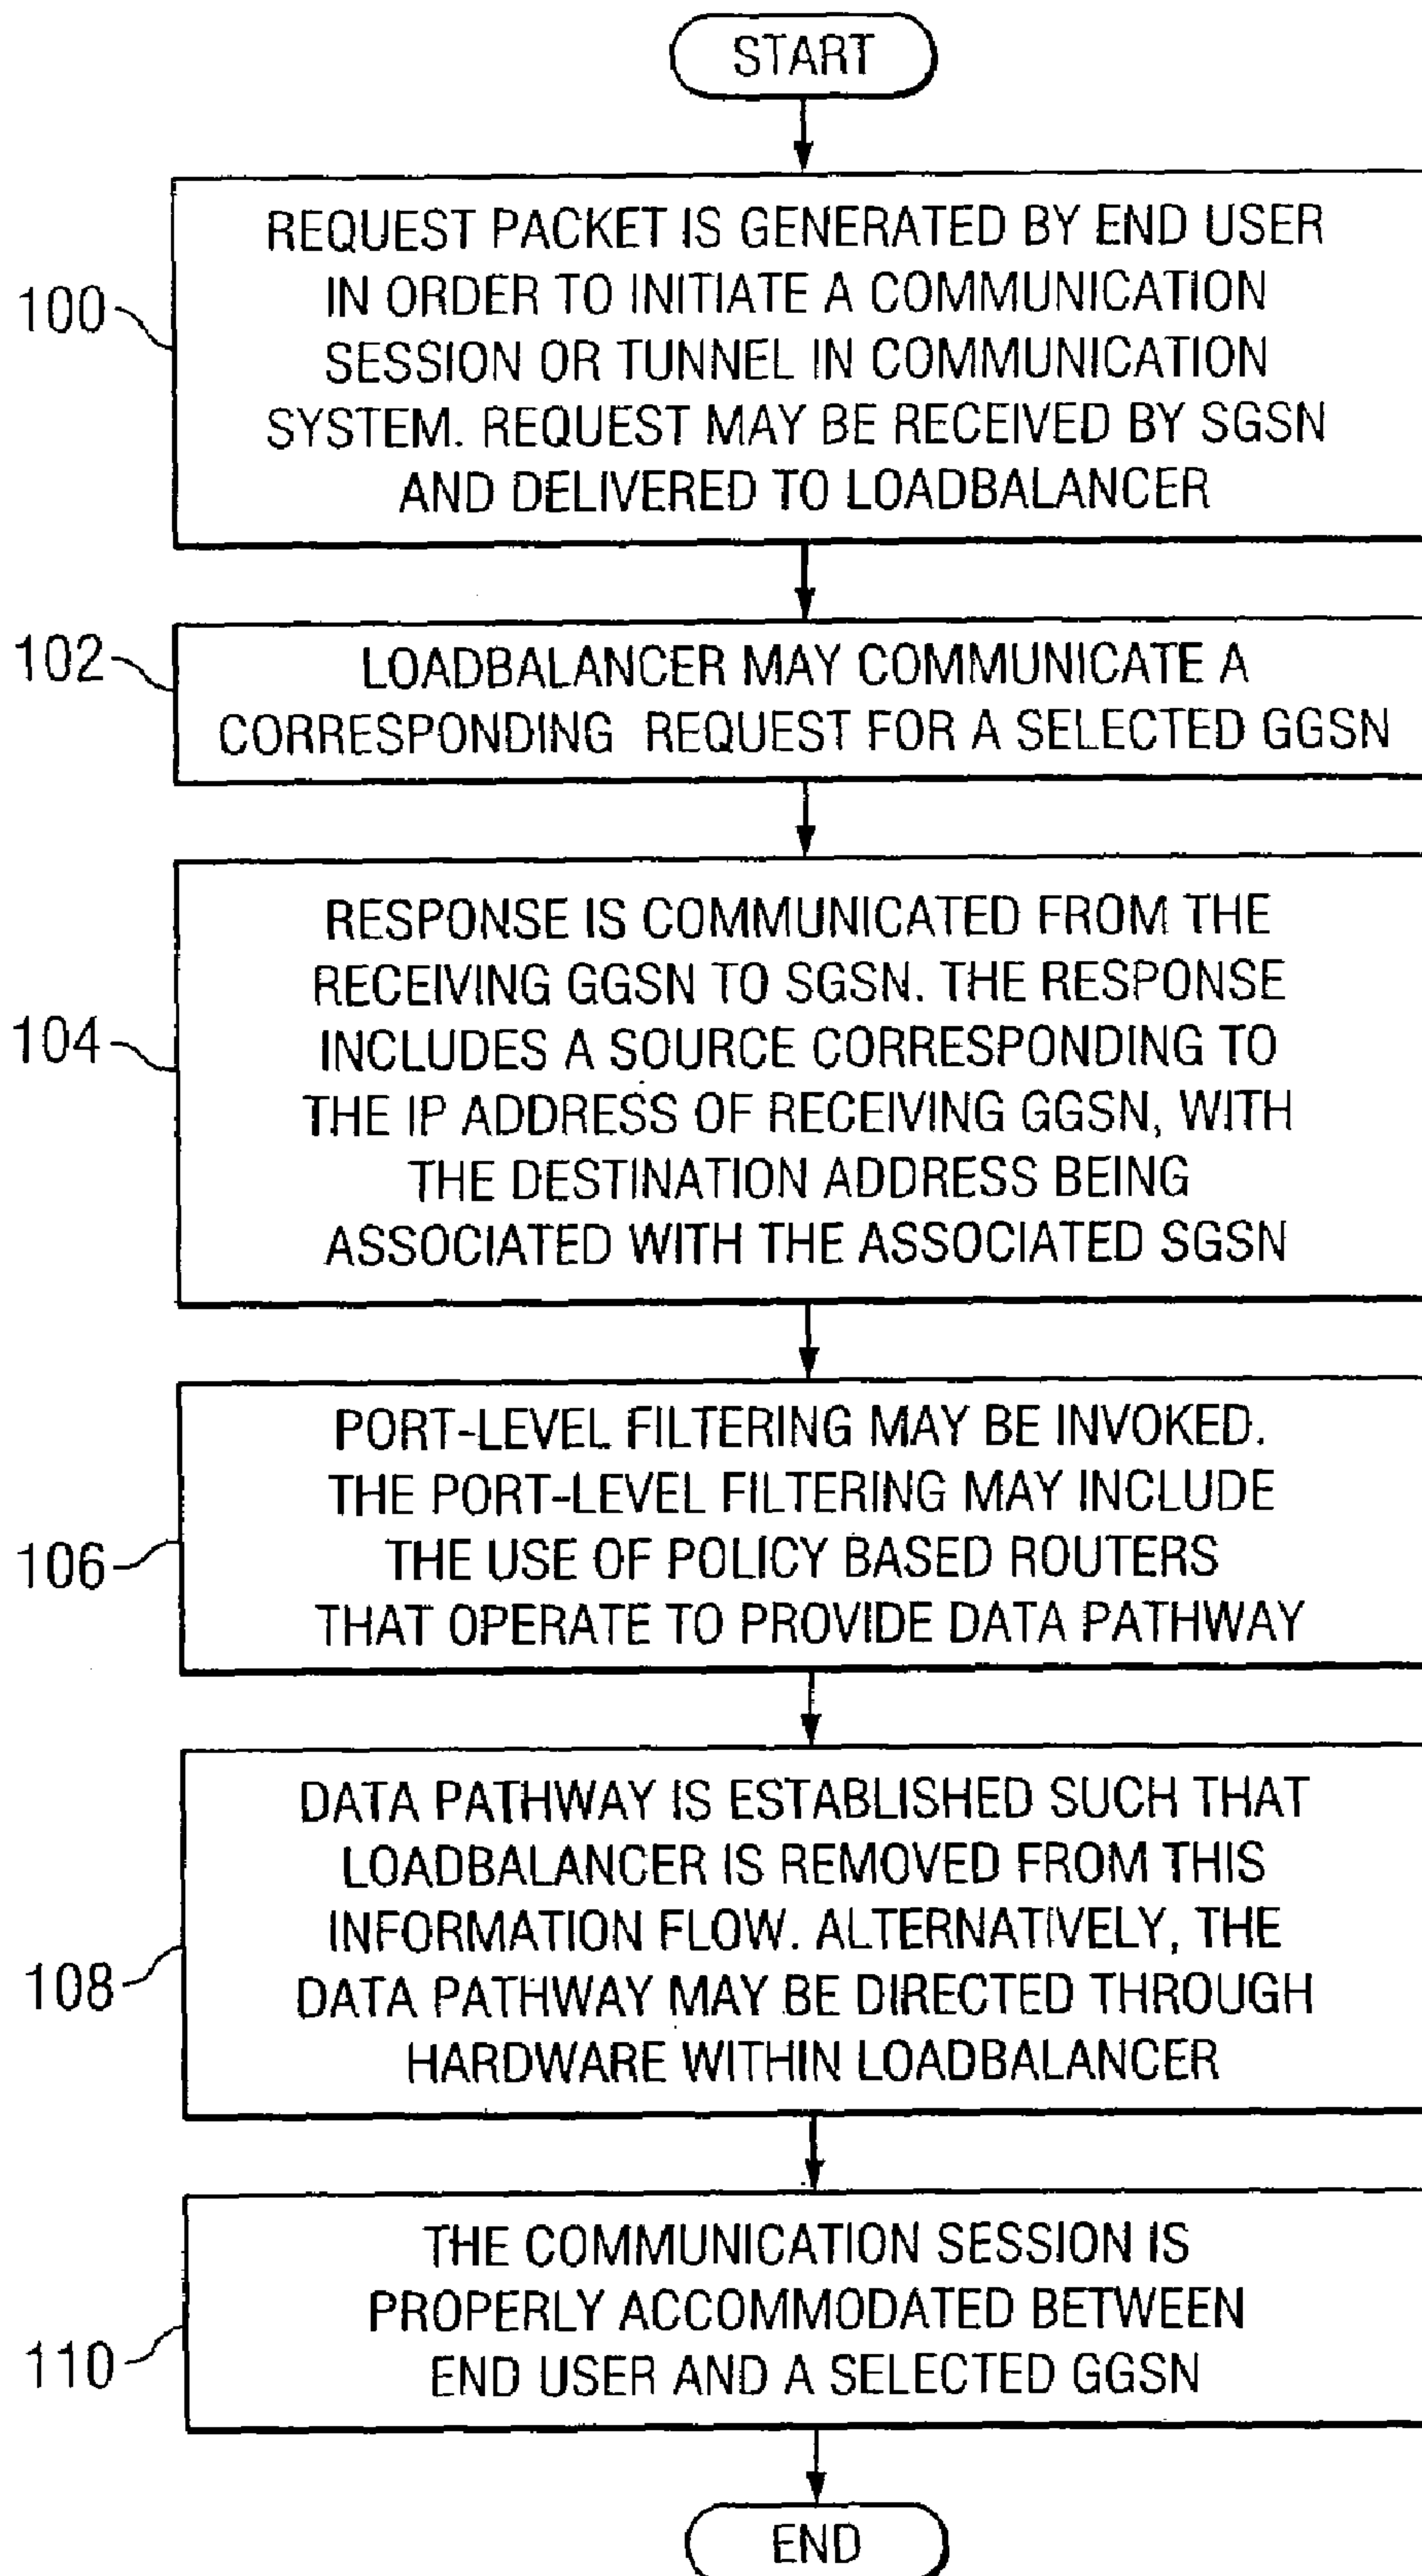 START
100
REQUEST PACKET IS GENERATED BY END USER
IN ORDER TO INITIATE A COMMUNICATION
SESSION OR TUNNEL IN COMMUNICATION
SYSTEM. REQUEST MAY BE RECEIVED BY SGSN
AND DELIVERED TO LOADBALANCER
102
LOADBALANCER MAY COMMUNICATE A
CORRESPONDING REQUEST FOR A SELECTED GGSN
104
RESPONSE IS COMMUNICATED FROM THE
RECEIVING GGSN TO SGSN. THE RESPONSE
INCLUDES A SOURCE CORRESPONDING TO
THE IP ADDRESS OF RECEIVING GGSN, WITH
THE DESTINATION ADDRESS BEING
ASSOCIATED WITH THE ASSOCIATED SGSN
106
PORT-LEVEL FILTERING MAY BE INVOKED.
THE PORT-LEVEL FILTERING MAY INCLUDE
THE USE OF POLICY BASED ROUTERS
THAT OPERATE TO PROVIDE DATA PATHWAY
108
DATA PATHWAY IS ESTABLISHED SUCH THAT
LOADBALANCER IS REMOVED FROM THIS
INFORMATION FLOW. ALTERNATIVELY, THE
DATA PATHWAY MAY BE DIRECTED THROUGH
HARDWARE WITHIN LOADBALANCER
110
THE COMMUNICATION SESSION IS
PROPERLY ACCOMMODATED BETWEEN
END USER AND A SELECTED GGSN
END